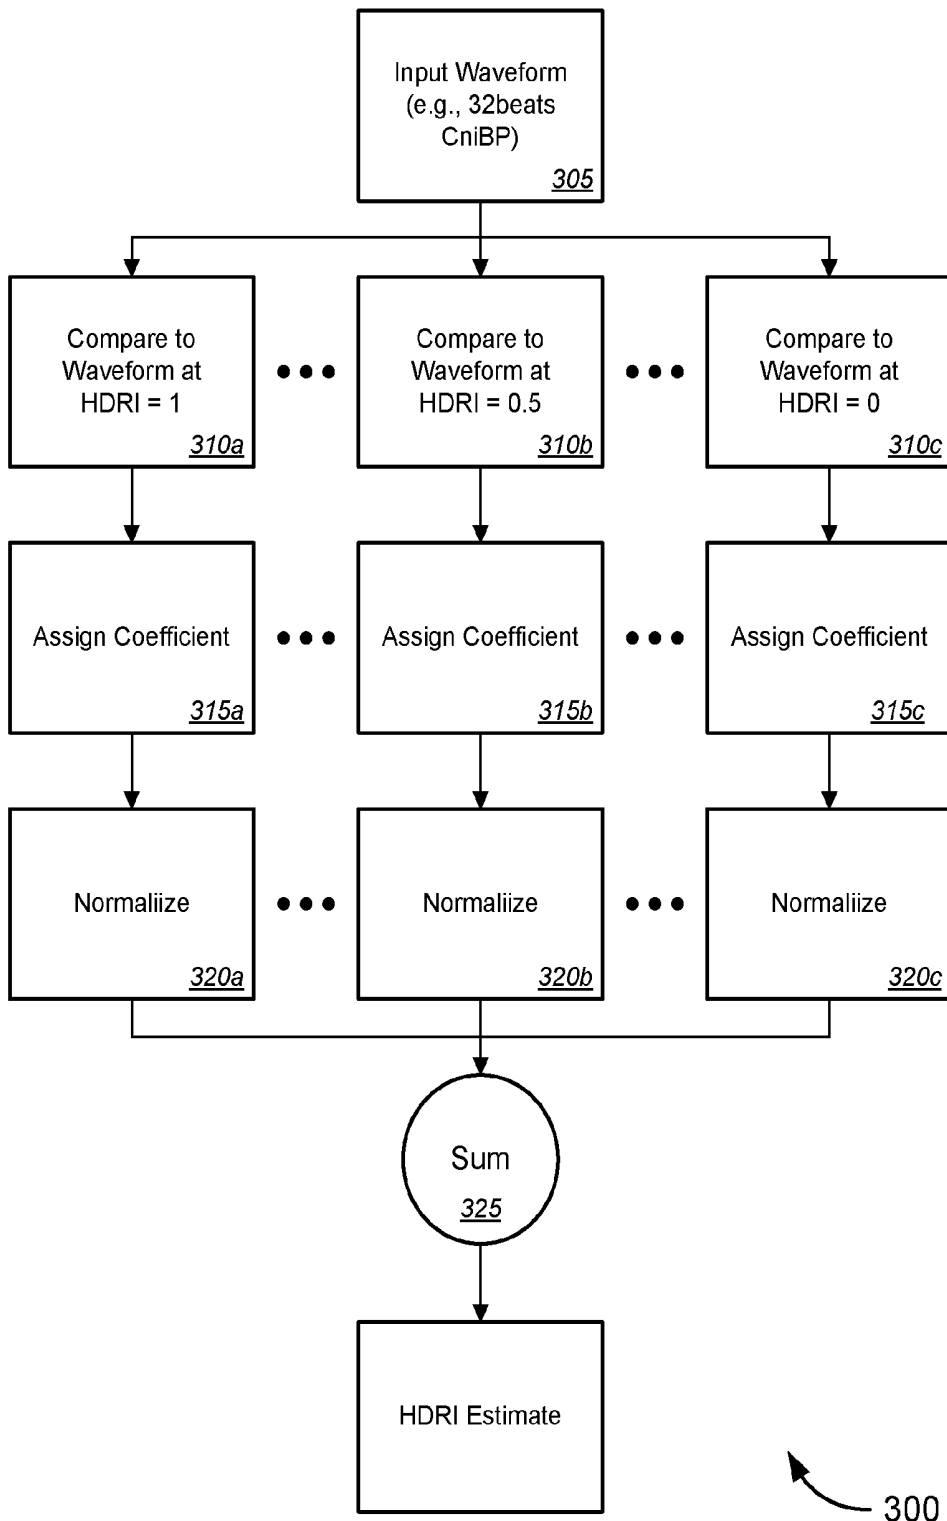 Input Waveform
(e.g., 32beats
CniBP)
305
Compare to
Waveform at
HDRI = 1
310a
Compare to
Waveform at
HDRI = 0.5
310b
Compare to
Waveform at
HDRI = 0
310c
Assign Coefficient
315a
Assign Coefficient
315b
Assign Coefficient
315c
Normaliize
320a
Normaliize
320b
Normaliize
320c
Sum
325
HDRI Estimate
300